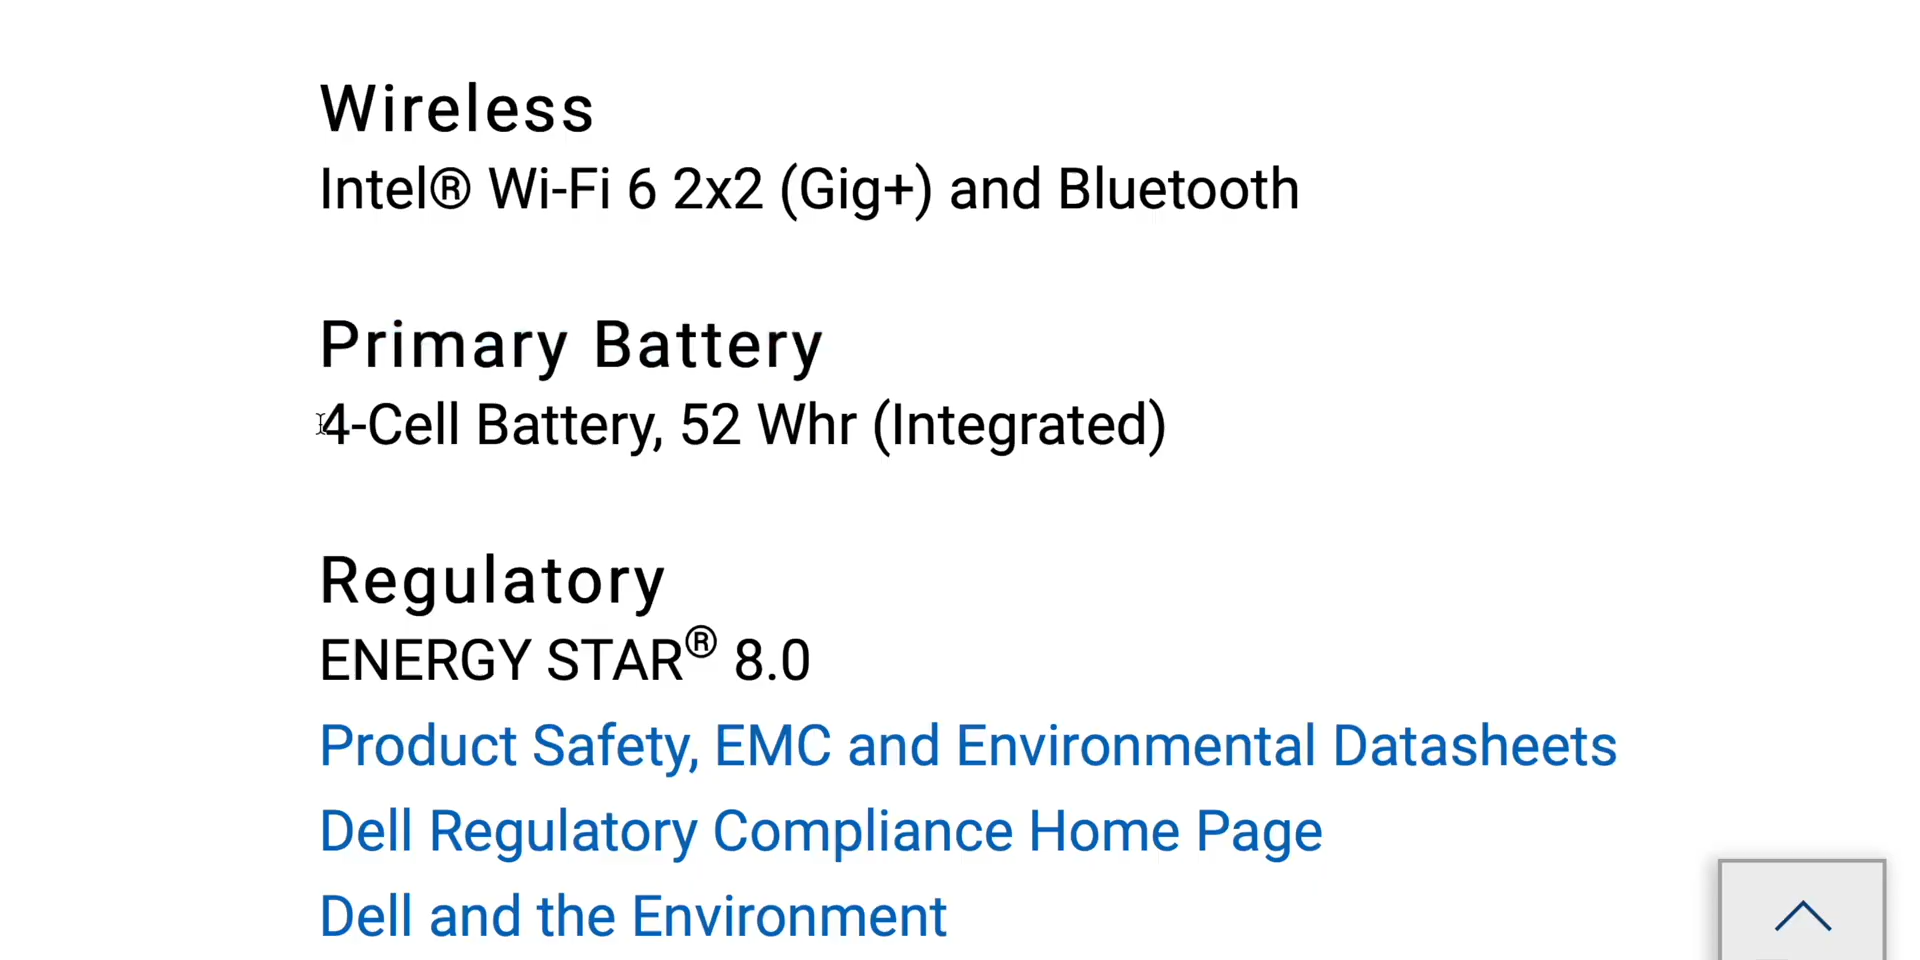 Wireless
Intel® Wi-Fi 6 2x2 (Gig+) and Bluetooth
Primary Battery
4-Cell Battery, 52 Whr (Integrated)
Regulatory
ENERGY STAR® 8.0
Product Safety, EMC and Environmental Datasheets
Dell Regulatory Compliance Home Page
Dell and the Environment